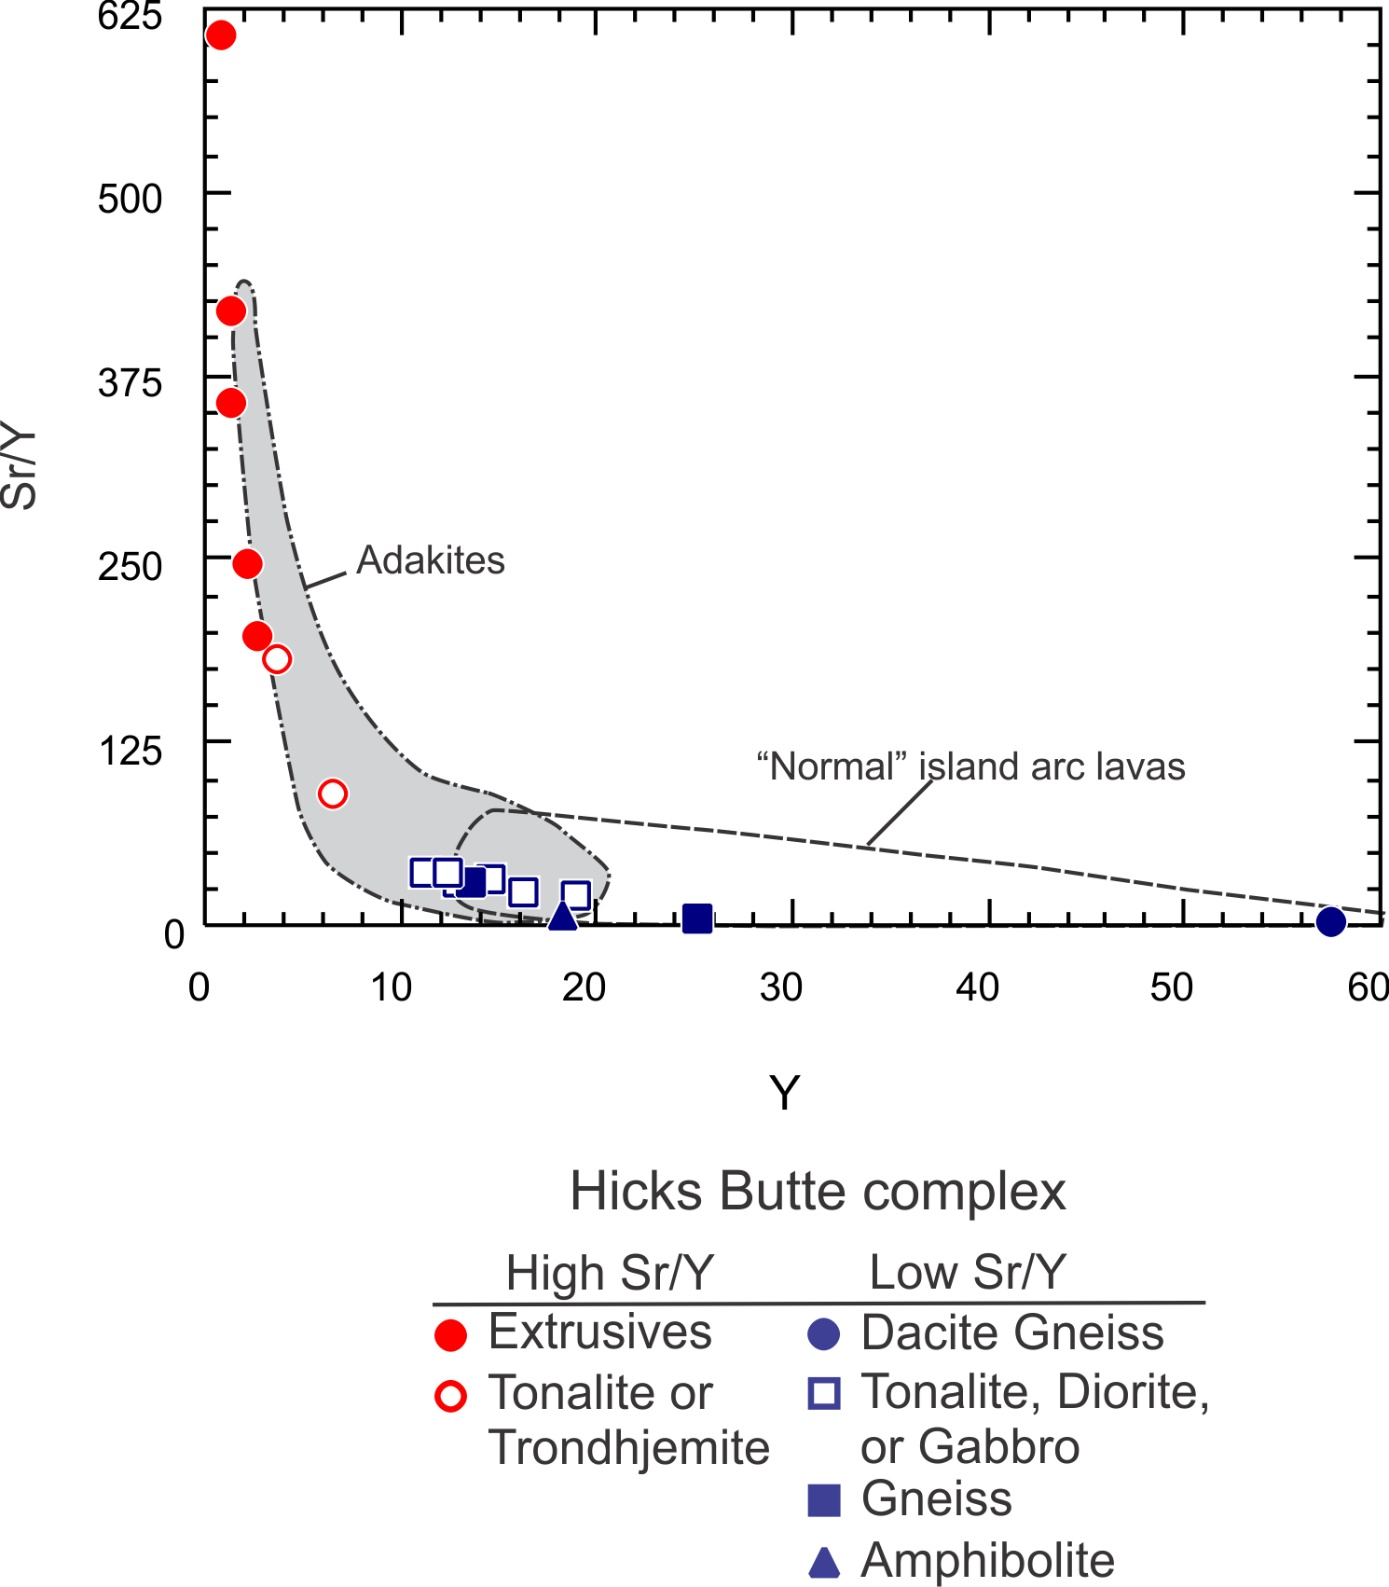 625
500
375
250
125
0
Sr/Y
Adakites
“Normal” island arc lavas
0 10 20 30 40 50 60
Y
Hicks Butte complex
High Sr/Y Low Sr/Y
Extrusives Dacite Gneiss
Tonalite or Tonalite, Diorite,
Trondhjemite or Gabbro
Gneiss
Amphibolite